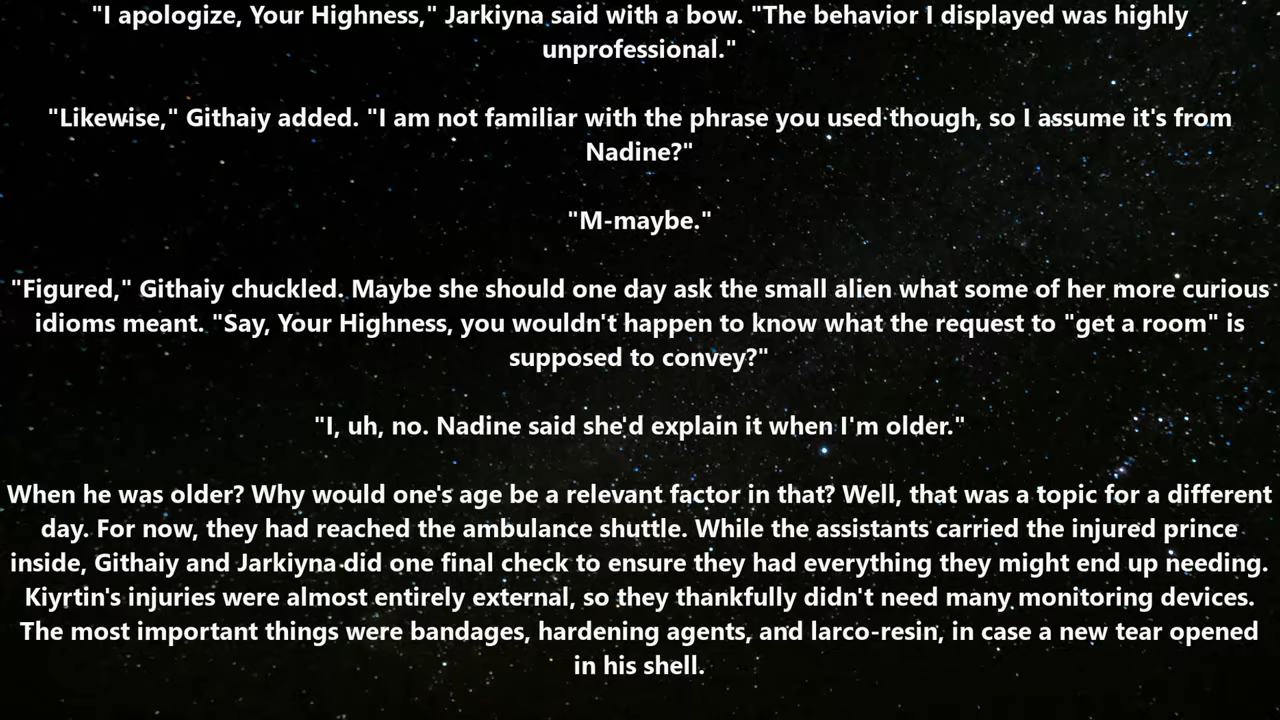 "I apologize, Your Highness," Jarkiyna said with a bow. "The behavior I displayed was highly
unprofessional."
"Likewise," Githaiy added. "I am not familiar with the phrase you used though, so I assume it's from
Nadine?"
"M-maybe."
"Figured," Githaiy chuckled. Maybe she should one day ask the small alien what some of her more curious
idioms meant. "Say, Your Highness, you wouldn't happen to know what the request to "get a room" is
supposed to convey?"
"I, uh, no. Nadine said she'd explain it when I'm older."
When he was older? Why would one's age be a relevant factor in that? Well, that was a topic for a different
day. For now, they had reached the ambulance shuttle. While the assistants carried the injured prince
inside, Githaiy and Jarkiyna did one final check to ensure they had everything they might end up needing.
Kiyrtin's injuries were almost entirely external, so they thankfully didn't need many monitoring devices.
The most important things were bandages, hardening agents, and larco-resin, in case a new tear opened
in his shell.